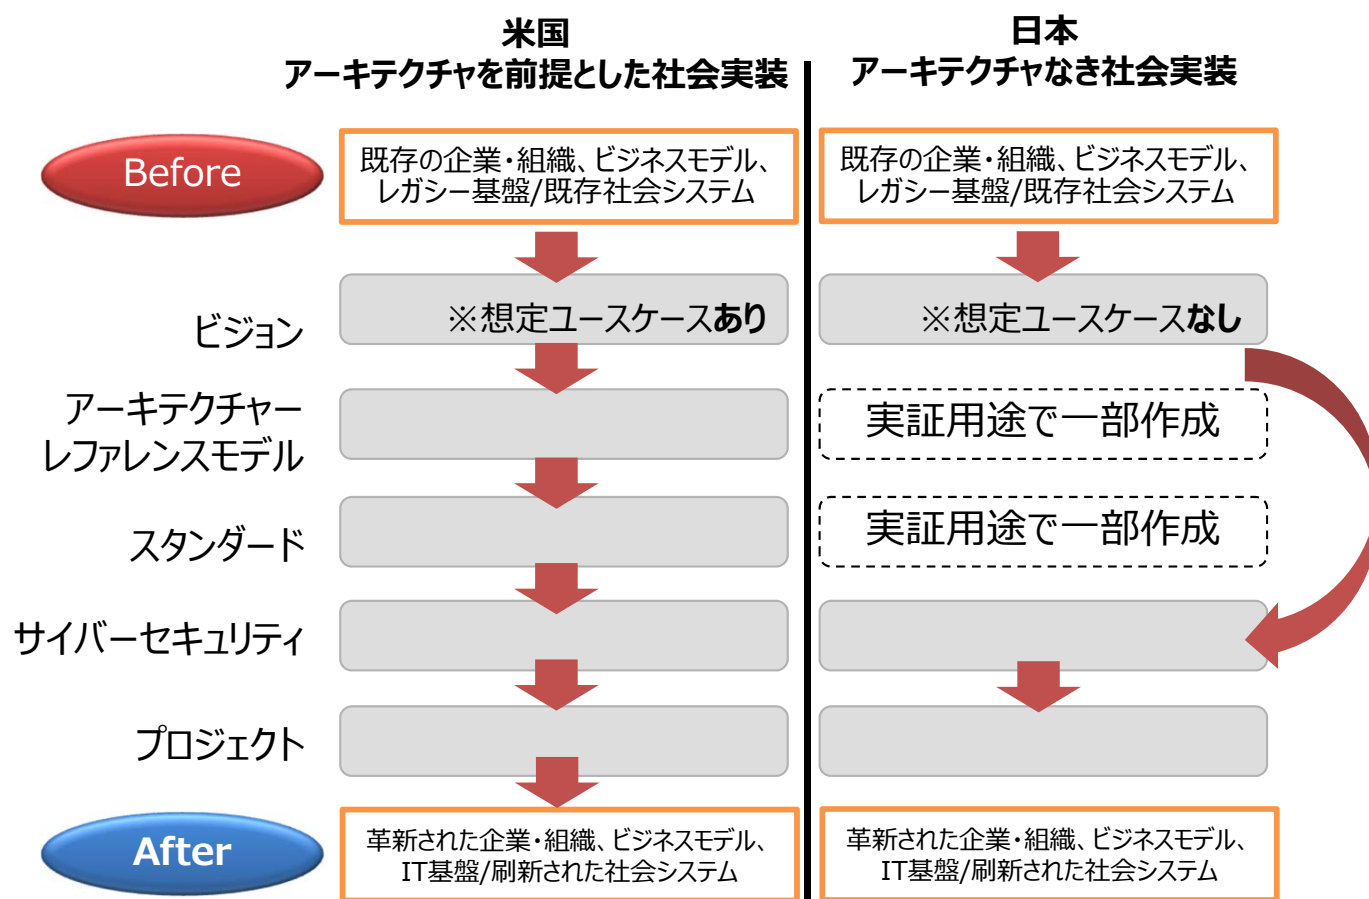 米国
アーキテクチャを前提とした社会実装
日本
アーキテクチャなき社会実装
Before
既存の企業・組織、ビジネスモデル、
レガシー基盤/既存社会システム
既存の企業・組織、ビジネスモデル、
レガシー基盤/既存社会システム
ビジョン
※想定ユースケースあり
※想定ユースケースなし
アーキテクチャー
レファレンスモデル
実証用途で一部作成
スタンダード
実証用途で一部作成
サイバーセキュリティ
プロジェクト
After
革新された企業・組織、ビジネスモデル、
IT基盤/刷新された社会システム
革新された企業・組織、ビジネスモデル、
IT基盤/刷新された社会システム